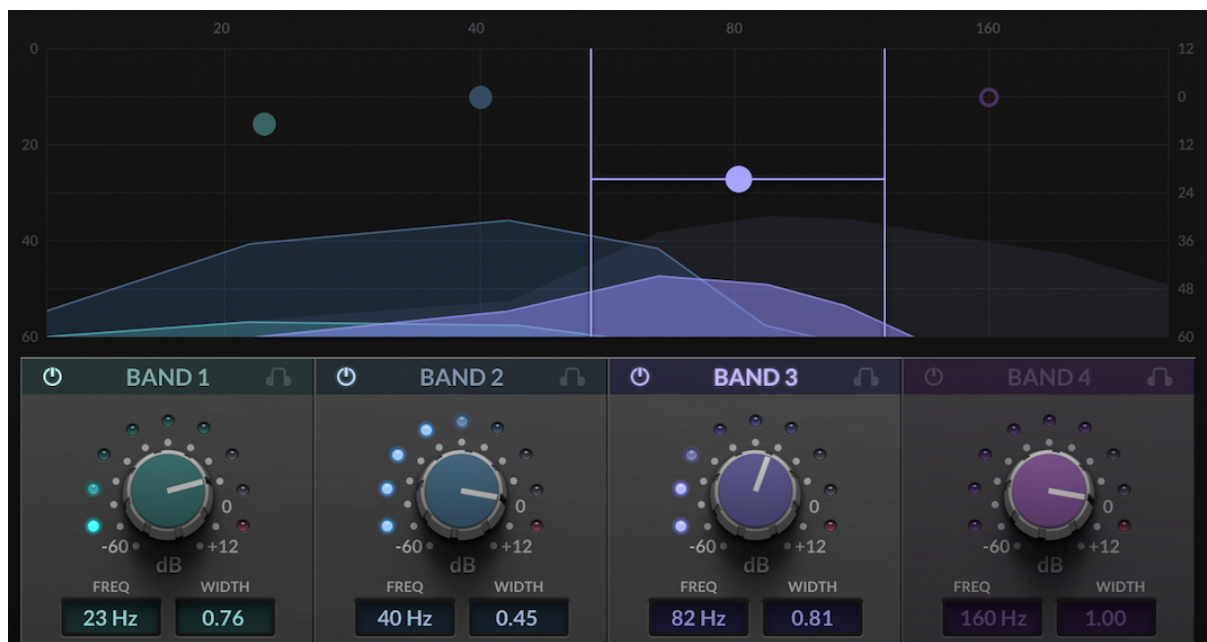 20 40 80 160
0 12
0
20 12
24
40 36
48
60 60
BAND 1 BAND 2 BAND 3 BAND 4
0 0 0 0
-60 +12 -60 +12 -60 +12 -60 +12
dB dB dB dB
FREQ WIDTH FREQ WIDTH FREQ WIDTH FREQ WIDTH
23 Hz 0.76 40 Hz 0.45 82 Hz 0.81 160 Hz 1.00